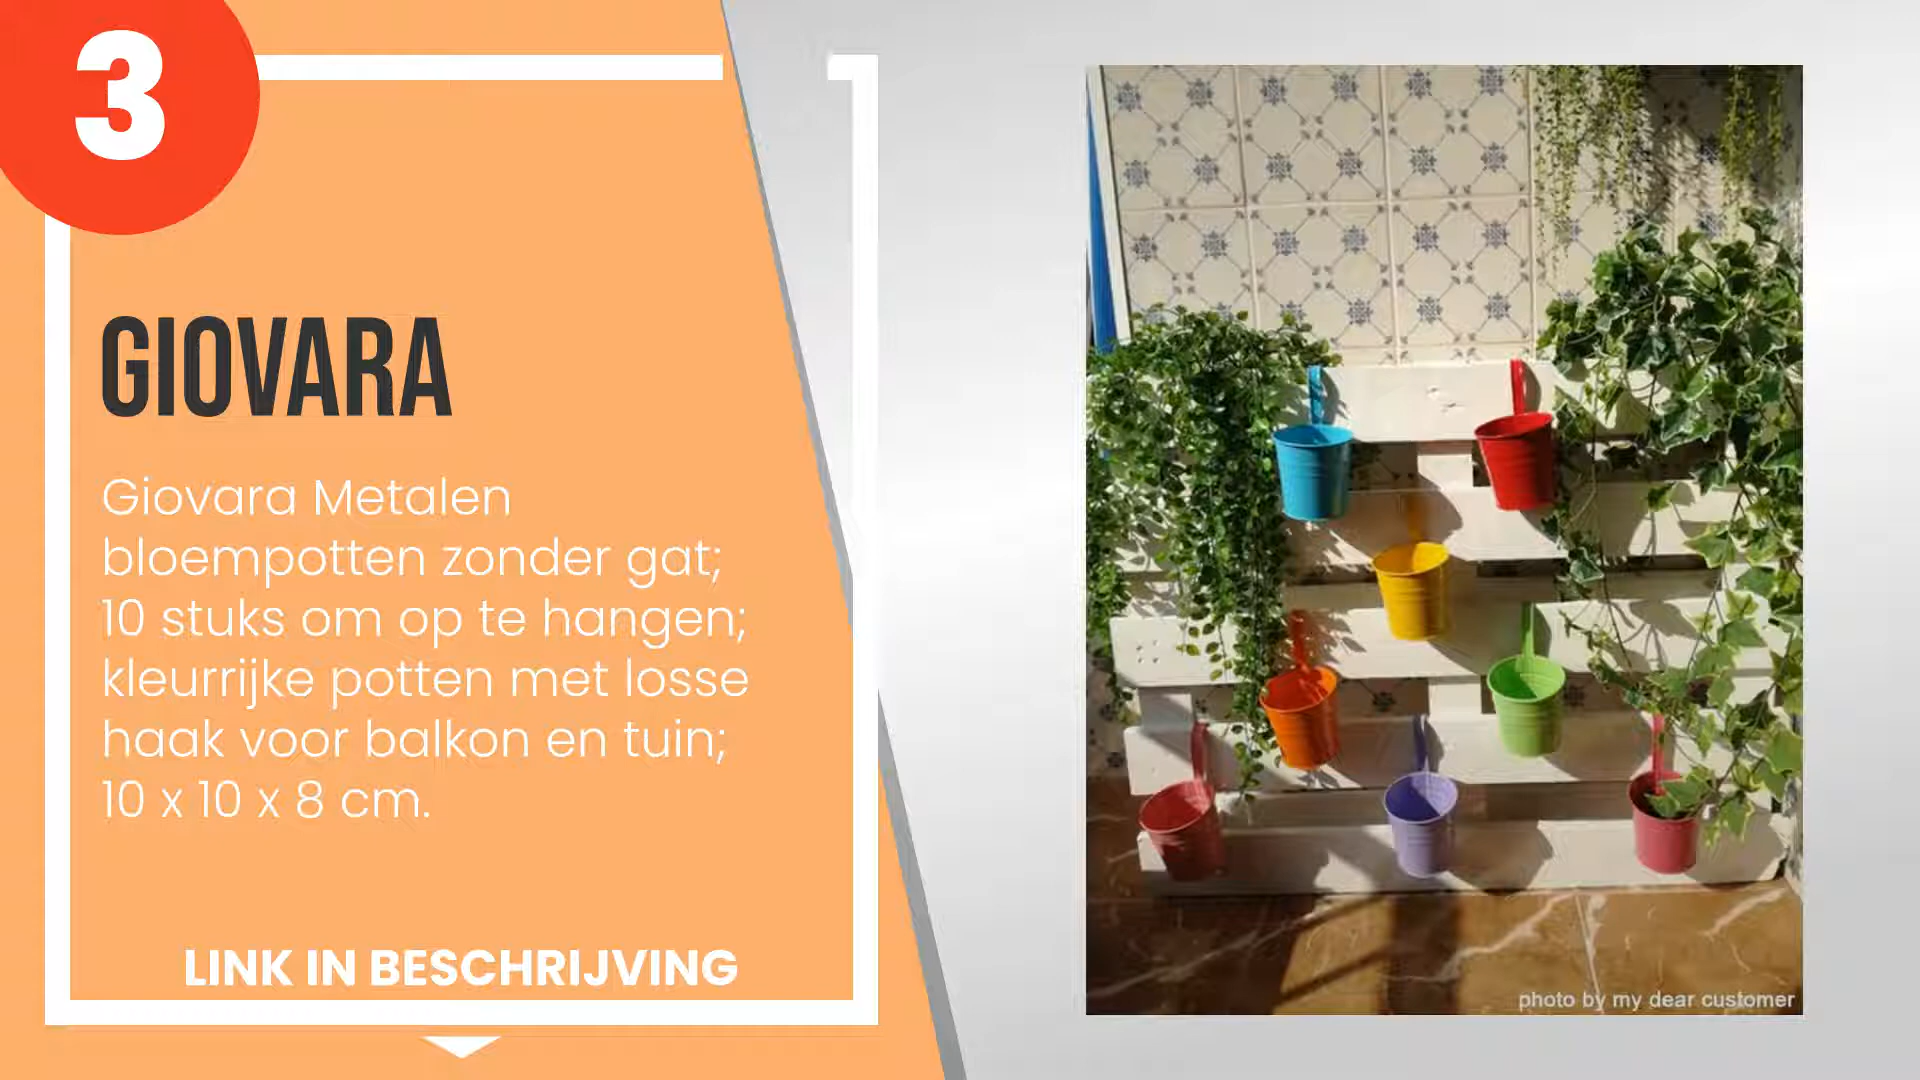 3
GIOVARA
Giovara Metalen
bloempotten zonder gat;
10 stuks om op te hangen;
kleurrijke potten met losse
haak voor balkon en tuin;
10 x 10 x 8 cm.
LINK IN BESCHRIJVING
photo by my dear customer